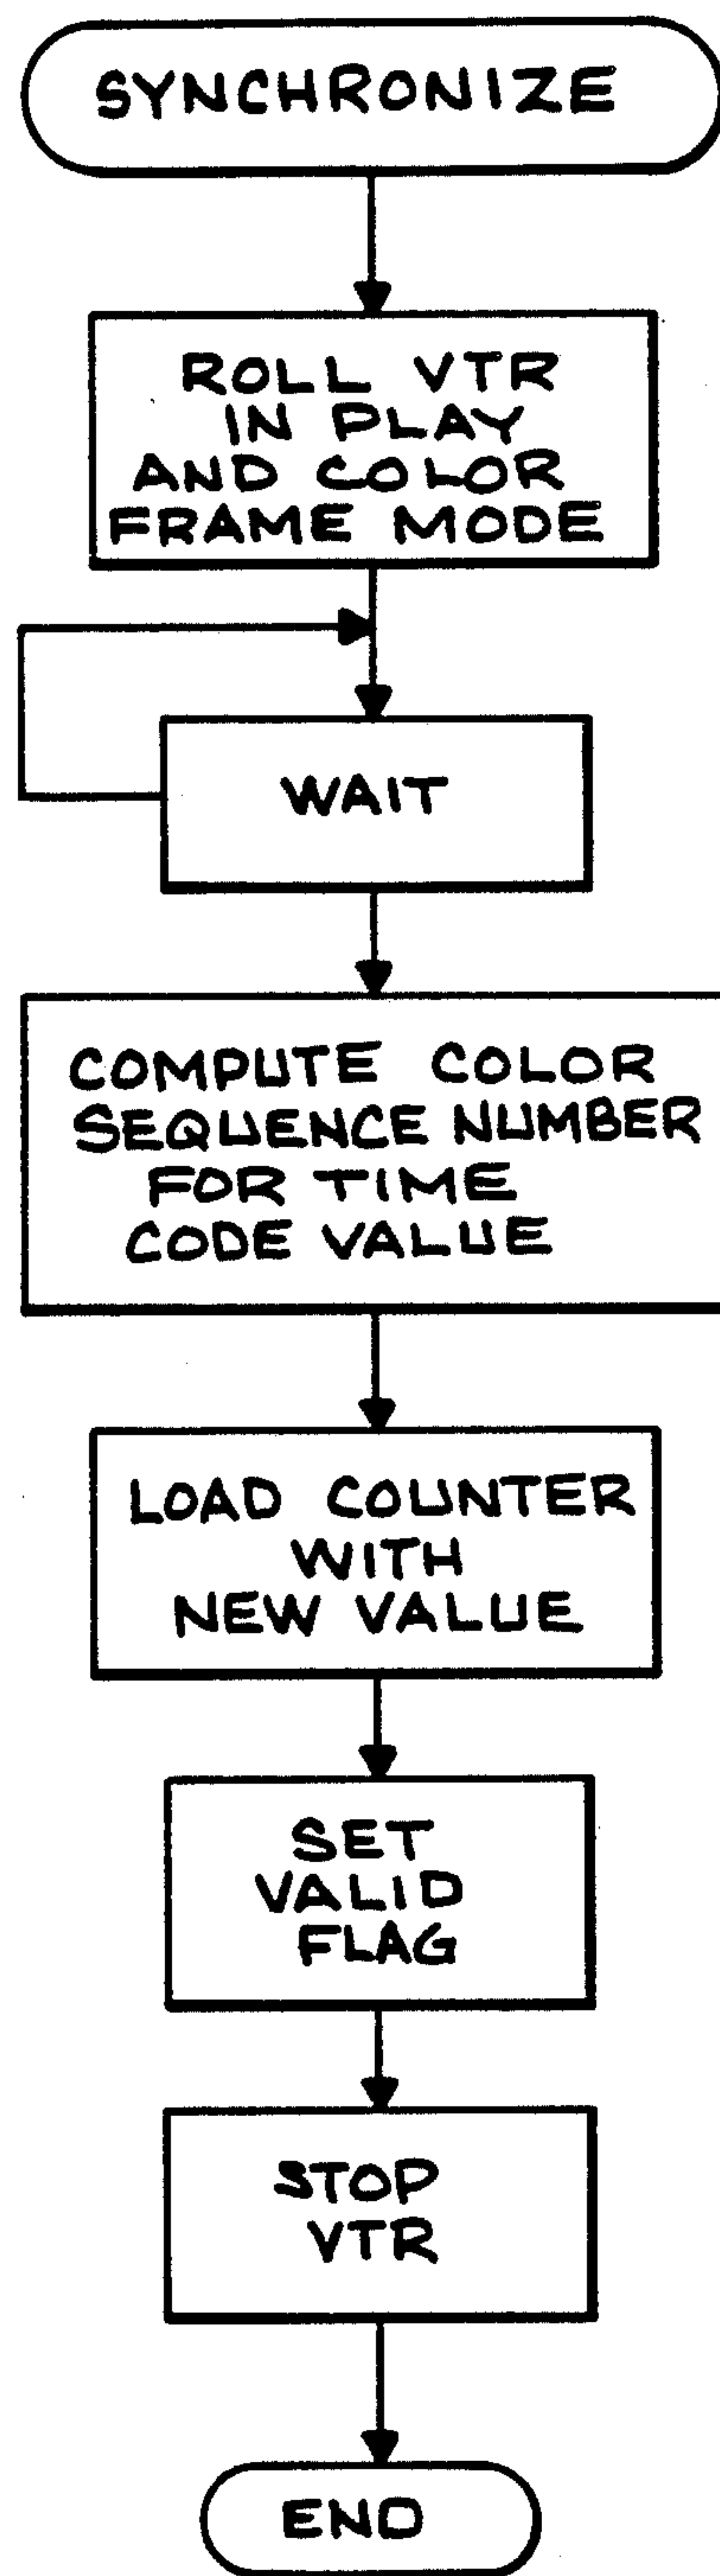 SYNCHRONIZE
ROLL VTR
IN PLAY
AND COLOR
FRAME MODE
WAIT
COMPUTE COLOR
SEQUENCE NUMBER
FOR TIME
CODE VALUE
LOAD COUNTER
WITH
NEW VALUE
SET
VALID
FLAG
STOP
VTR
END